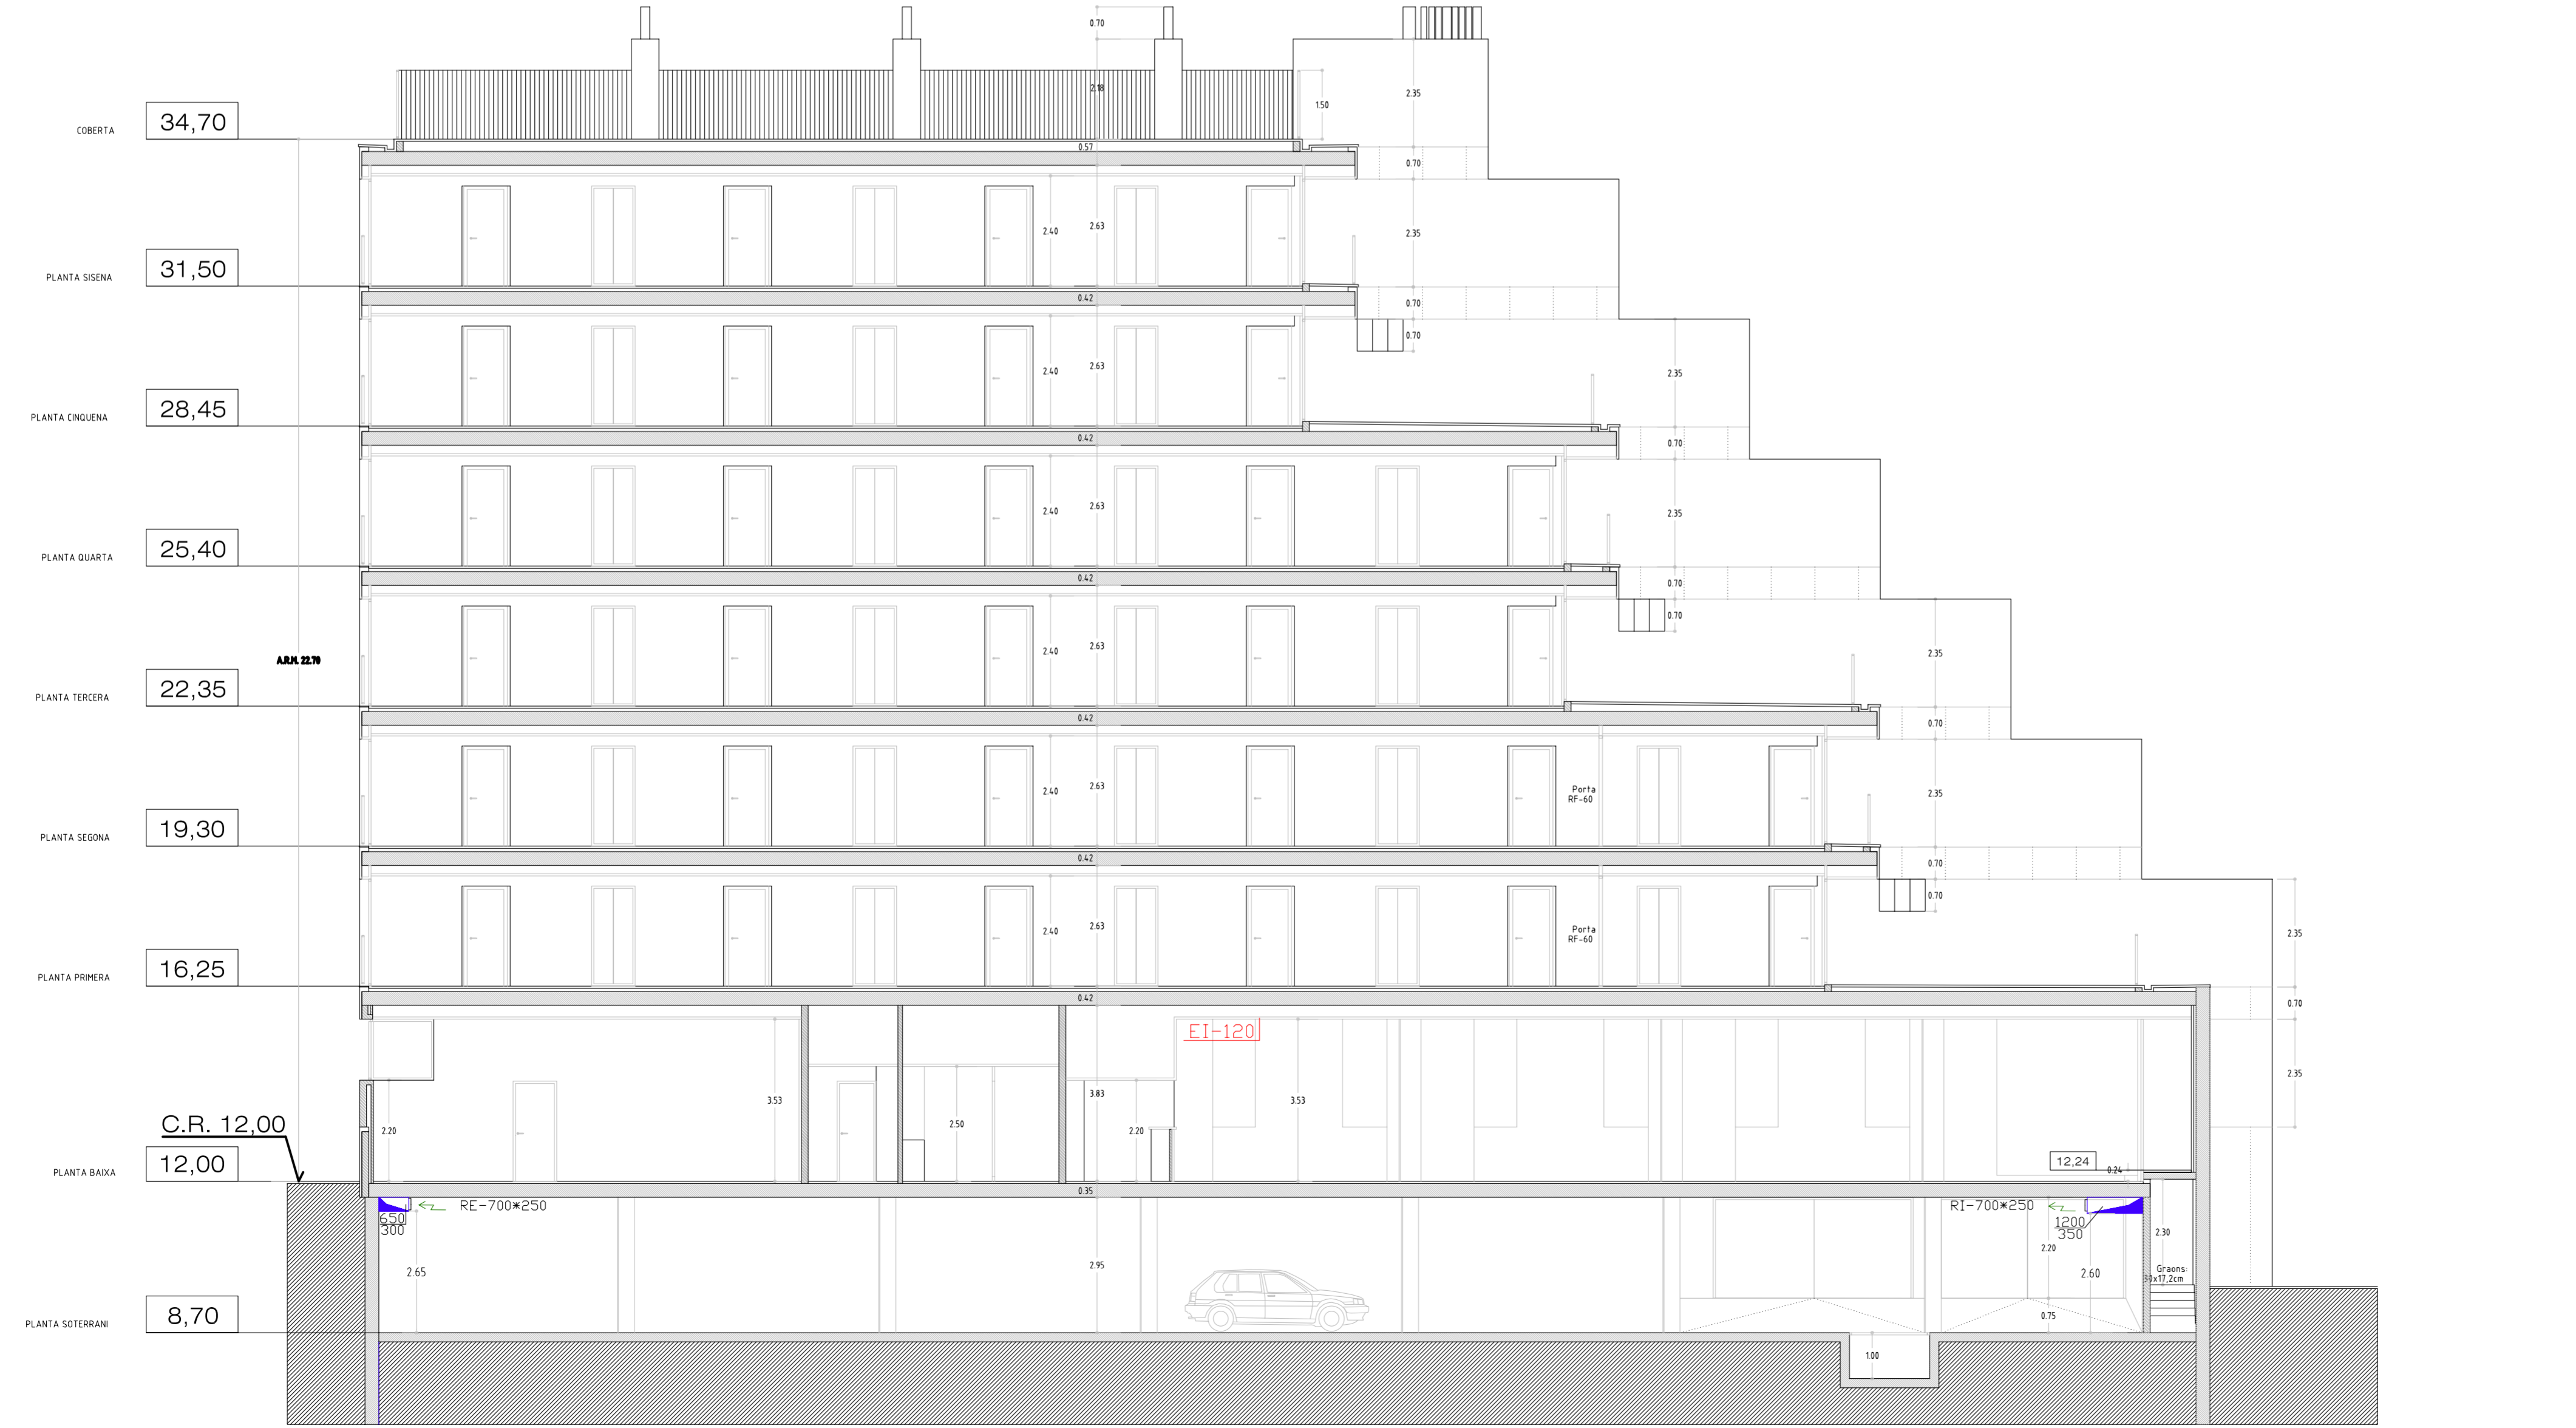 0.70
2.18
2.35
1.50
COBERTA 34,70
0.57
0.70
2.40 2.63 2.35
PLANTA SISENA 31,50
0.42 0.70
0.70
2.40 2.63 2.35
PLANTA CINQUENA 28,45
0.42 0.70
2.40 2.63 2.35
PLANTA QUARTA 25,40
0.42 0.70
0.70
2.40 2.63 2.35
A.R.M. 22.70
PLANTA TERCERA 22,35
0.42 0.70
2.40 2.63 Porta
RF-60 2.35
PLANTA SEGONA 19,30
0.42 0.70
0.70
2.40 2.63 Porta
RF-60 2.35
PLANTA PRIMERA 16,25
0.42 0.70
EI-120
3.53 3.83 3.53 2.35
C.R. 12,00
2.20 2.50 2.20
PLANTA BAIXA 12,00
12,24 0.24
0.35
RE-700*250 RI-700*250
650
300
1200
350
2.30
2.20
2.65 2.95 2.60
Graons:
30x17,2cm
PLANTA SOTERRANI 8,70
0.75
1.00